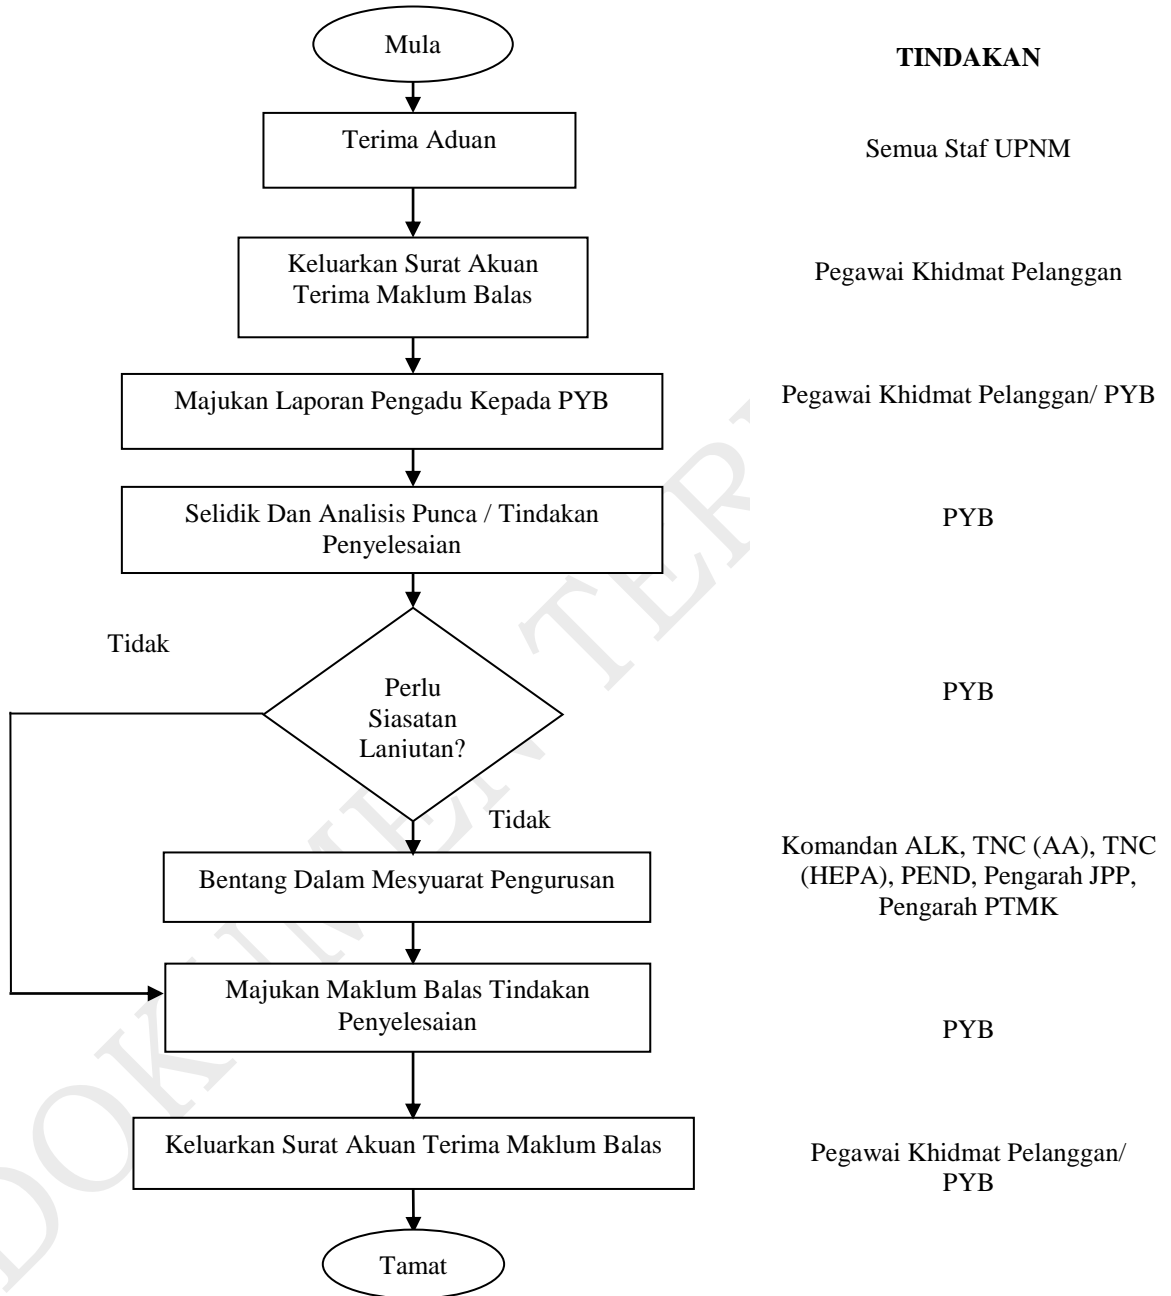 Mula
TINDAKAN
Terima Aduan
Semua Staf UPNM
Keluarkan Surat Akuan
Terima Maklum Balas
Pegawai Khidmat Pelanggan
Majukan Laporan Pengadu Kepada PYB
Pegawai Khidmat Pelanggan/ PYB
Selidik Dan Analisis Punca / Tindakan
Penyelesaian
PYB
Tidak
Perlu
Siasatan
Lanjutan?
PYB
Tidak
Bentang Dalam Mesyuarat Pengurusan
Komandan ALK, TNC (AA), TNC
(HEPA), PEND, Pengarah JPP,
Pengarah PTMK
Majukan Maklum Balas Tindakan
Penyelesaian
PYB
Keluarkan Surat Akuan Terima Maklum Balas
Pegawai Khidmat Pelanggan/
PYB
Tamat
DOKUMEN TER